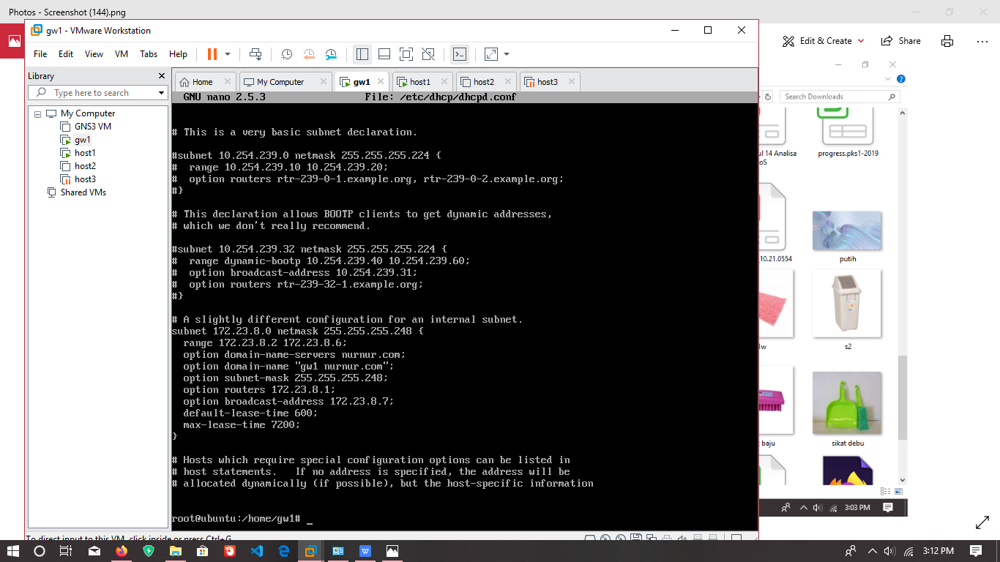 Photos - Screenshot (144).png
gw1 - VMware Workstation
File Edit View VM Tabs Help
Edit & Create
Share
Library
Type here to search
My Computer
GNS3 VM
gw1
host1
host2
host3
Shared VMs
Home
My Computer
gw1
host1
host2
host3
GNU nano 2.5.3 File: /etc/dhcp/dhcpd.conf
# This is a very basic subnet declaration.
#subnet 10.254.239.0 netmask 255.255.255.224 {
#  range 10.254.239.10 10.254.239.20;
#  option routers rtr-239-0-1.example.org, rtr-239-0-2.example.org;
#}
# This declaration allows BOOTP clients to get dynamic addresses,
# which we don't really recommend.
#subnet 10.254.239.32 netmask 255.255.255.224 {
#  range dynamic-bootp 10.254.239.40 10.254.239.60;
#  option broadcast-address 10.254.239.31;
#  option routers rtr-239-32-1.example.org;
#}
# A slightly different configuration for an internal subnet.
subnet 172.23.8.0 netmask 255.255.255.248 {
  range 172.23.8.2 172.23.8.6;
  option domain-name-servers nurnur.com;
  option domain-name "gw1 nurnur.com";
  option subnet-mask 255.255.255.248;
  option routers 172.23.8.1;
  option broadcast-address 172.23.8.7;
  default-lease-time 600;
  max-lease-time 7200;
}
# Hosts which require special configuration options can be listed in
# host statements.   If no address is specified, the address will be
# allocated dynamically (if possible), but the host-specific information
root@ubuntu:/home/gw1# _
To direct input to this VM, click inside or press Ctrl+G.
Search Downloads
ul 14 Analisa
oS
progress.pks1-2019
_10.21.0554
putih
1w
s2
baju
sikat debu
3:03 PM
3:12 PM